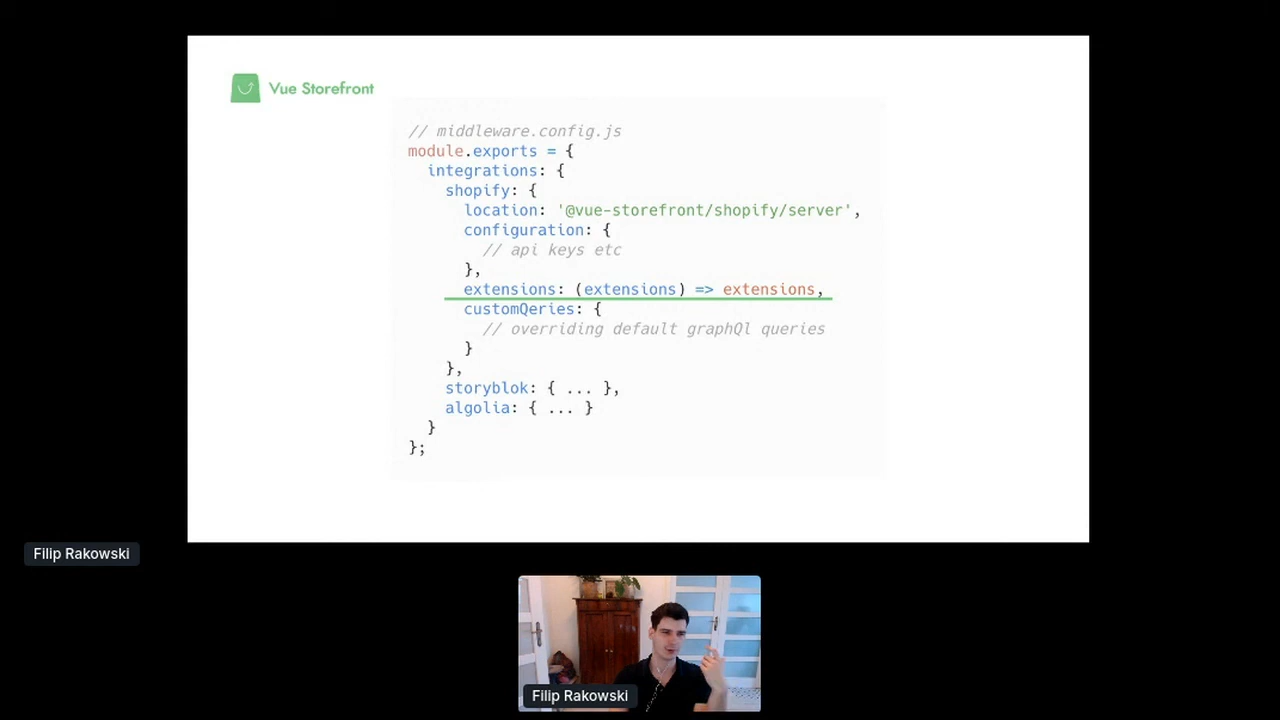 Vue Storefront
// middleware.config.js
module.exports = {
  integrations: {
    shopify: {
      location: '@vue-storefront/shopify/server',
      configuration: {
        // api keys etc
      },
      extensions: (extensions) => extensions,
      customQeries: {
        // overriding default graphQl queries
      }
    },
    storyblok: { ... },
    algolia: { ... }
  }
};
Filip Rakowski
Filip Rakowski